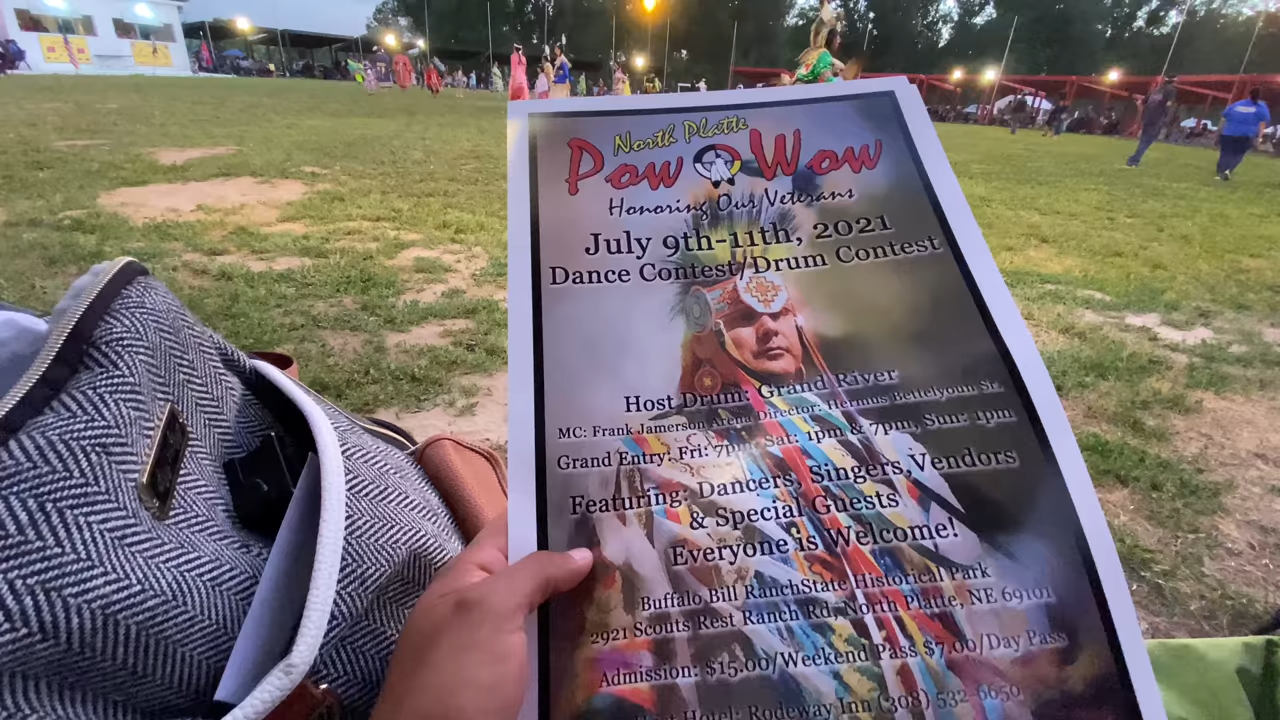 North Platte
Pow Wow
Honoring Our Veterans
July 9th-11th, 2021
Dance Contest/Drum Contest
Host Drum: Grand River
MC: Frank Jamerson Arena Director: Hermus Bettelyoun Sr.
Grand Entry: Fri: 7pm, Sat: 1pm & 7pm, Sun: 1pm
Featuring: Dancers, Singers, Vendors
& Special Guests
Everyone is Welcome!
Buffalo Bill RanchState Historical Park
2921 Scouts Rest Ranch Rd, North Platte, NE 69101
Admission: $15.00/Weekend Pass $7.00/Day Pass
Host Hotel: Rodeway Inn (308) 532-6650